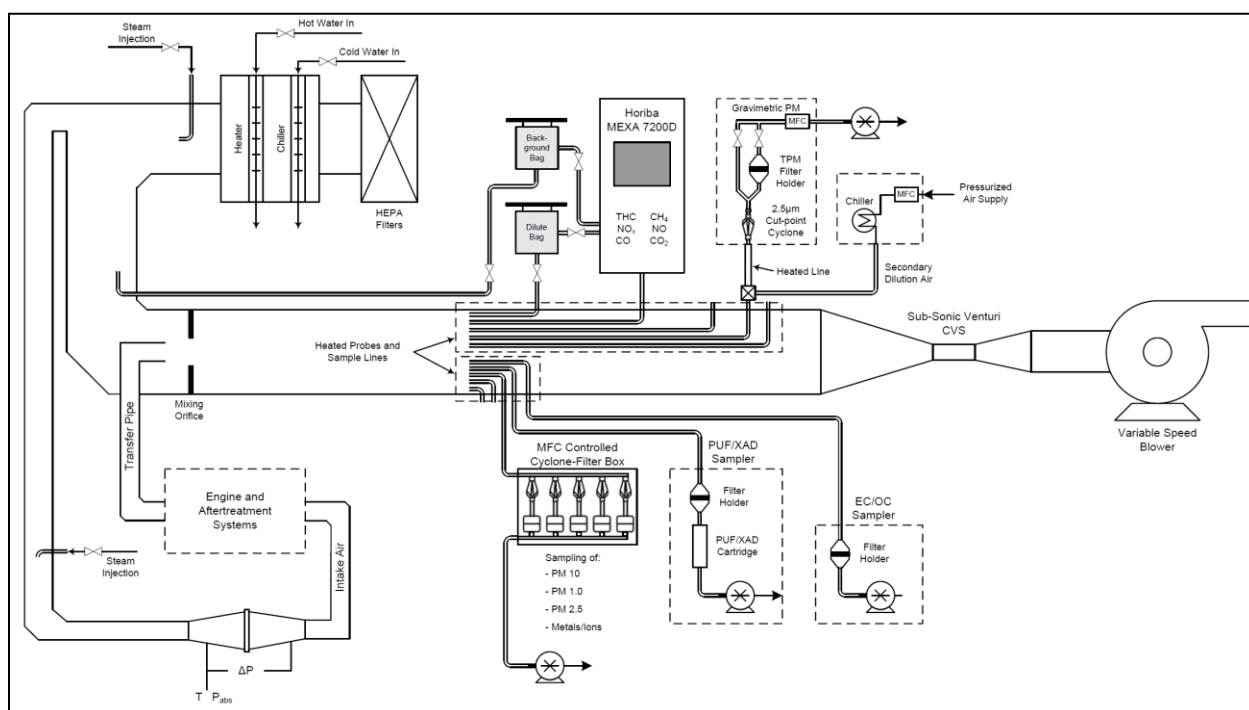 Steam
Injection
Hot Water In
Cold Water In
Heater
Chiller
HEPA
Filters
Back-
ground
Bag
Dilute
Bag
Horiba
MEXA 7200D
THC CH₄
NOₓ NO
CO CO₂
Gravimetric PM
MFC
TPM
Filter
Holder
2.5µm
Cut-point
Cyclone
Heated Line
Chiller
MFC
Pressurized
Air Supply
Secondary
Dilution Air
Sub-Sonic Venturi
CVS
Variable Speed
Blower
Heated Probes and
Sample Lines
Mixing
Orifice
Transfer Pipe
Engine and
Aftertreatment
Systems
Intake Air
Steam
Injection
ΔP
T P_abs
MFC Controlled
Cyclone-Filter Box
Sampling of:
- PM 10
- PM 1.0
- PM 2.5
- Metals/Ions
PUF/XAD
Sampler
Filter
Holder
PUF/XAD
Cartridge
EC/OC
Sampler
Filter
Holder